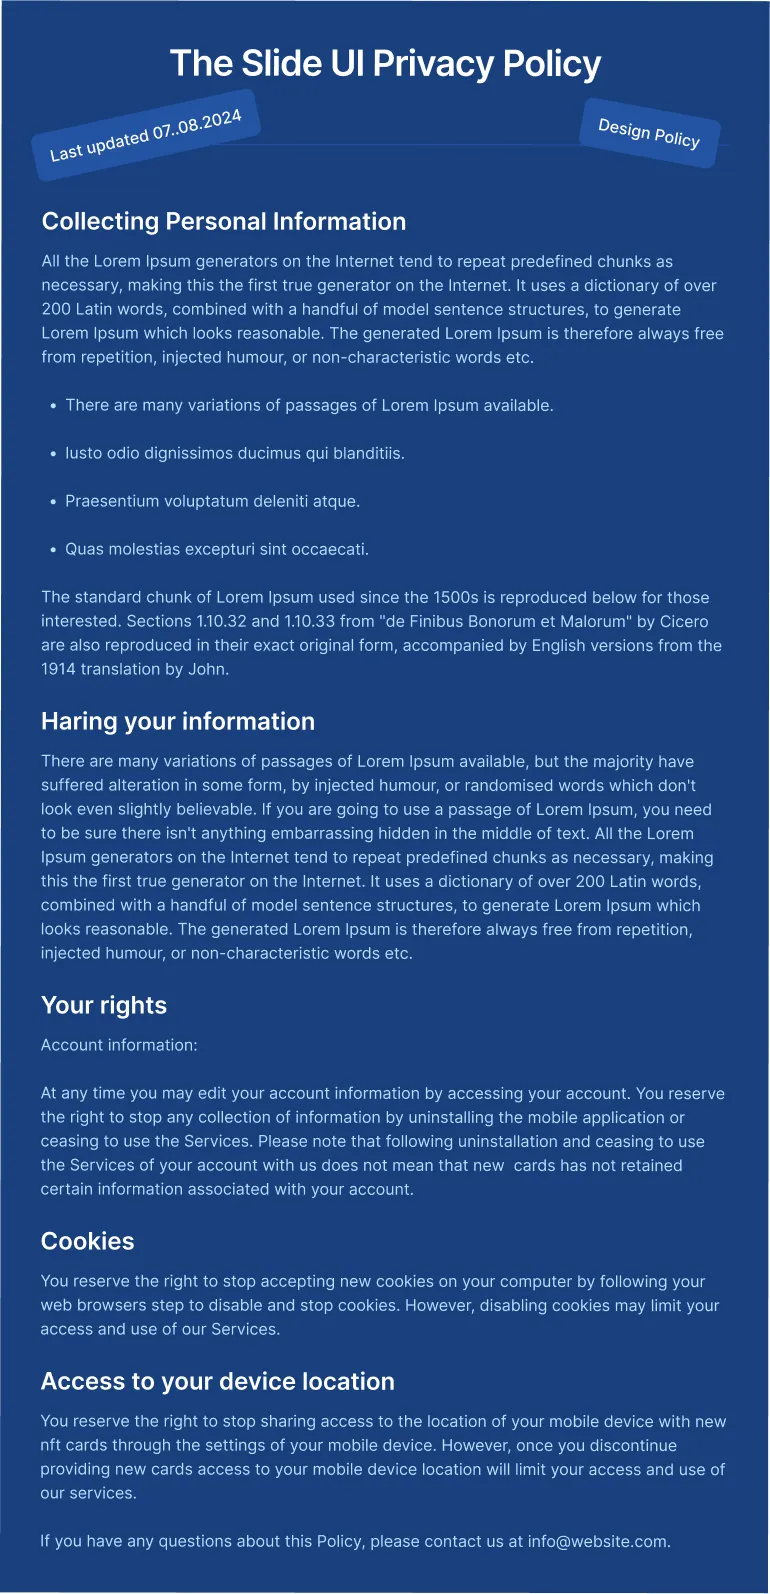 The Slide UI Privacy Policy
Last updated 07..08.2024
Design Policy
Collecting Personal Information
All the Lorem Ipsum generators on the Internet tend to repeat predefined chunks as
necessary, making this the first true generator on the Internet. It uses a dictionary of over
200 Latin words, combined with a handful of model sentence structures, to generate
Lorem Ipsum which looks reasonable. The generated Lorem Ipsum is therefore always free
from repetition, injected humour, or non-characteristic words etc.
• There are many variations of passages of Lorem Ipsum available.
• Iusto odio dignissimos ducimus qui blanditiis.
• Praesentium voluptatum deleniti atque.
• Quas molestias excepturi sint occaecati.
The standard chunk of Lorem Ipsum used since the 1500s is reproduced below for those
interested. Sections 1.10.32 and 1.10.33 from "de Finibus Bonorum et Malorum" by Cicero
are also reproduced in their exact original form, accompanied by English versions from the
1914 translation by John.
Haring your information
There are many variations of passages of Lorem Ipsum available, but the majority have
suffered alteration in some form, by injected humour, or randomised words which don't
look even slightly believable. If you are going to use a passage of Lorem Ipsum, you need
to be sure there isn't anything embarrassing hidden in the middle of text. All the Lorem
Ipsum generators on the Internet tend to repeat predefined chunks as necessary, making
this the first true generator on the Internet. It uses a dictionary of over 200 Latin words,
combined with a handful of model sentence structures, to generate Lorem Ipsum which
looks reasonable. The generated Lorem Ipsum is therefore always free from repetition,
injected humour, or non-characteristic words etc.
Your rights
Account information:
At any time you may edit your account information by accessing your account. You reserve
the right to stop any collection of information by uninstalling the mobile application or
ceasing to use the Services. Please note that following uninstallation and ceasing to use
the Services of your account with us does not mean that new  cards has not retained
certain information associated with your account.
Cookies
You reserve the right to stop accepting new cookies on your computer by following your
web browsers step to disable and stop cookies. However, disabling cookies may limit your
access and use of our Services.
Access to your device location
You reserve the right to stop sharing access to the location of your mobile device with new
nft cards through the settings of your mobile device. However, once you discontinue
providing new cards access to your mobile device location will limit your access and use of
our services.
If you have any questions about this Policy, please contact us at info@website.com.